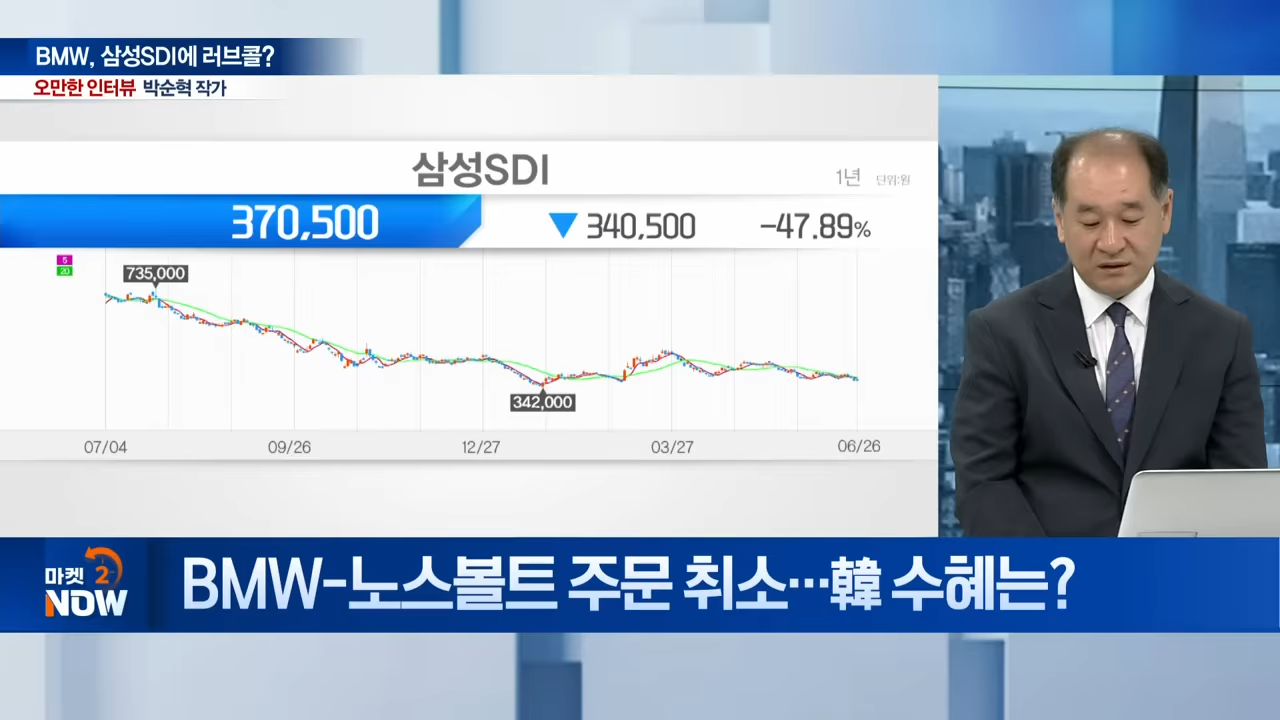 BMW, 삼성SDI에 러브콜?
오만한 인터뷰 박순혁 작가
삼성SDI
1년 단위:원
370,500 ▼ 340,500 -47.89%
5
20
735,000
342,000
07/04 09/26 12/27 03/27 06/26
마켓 2
NOW
BMW-노스볼트 주문 취소…韓 수혜는?